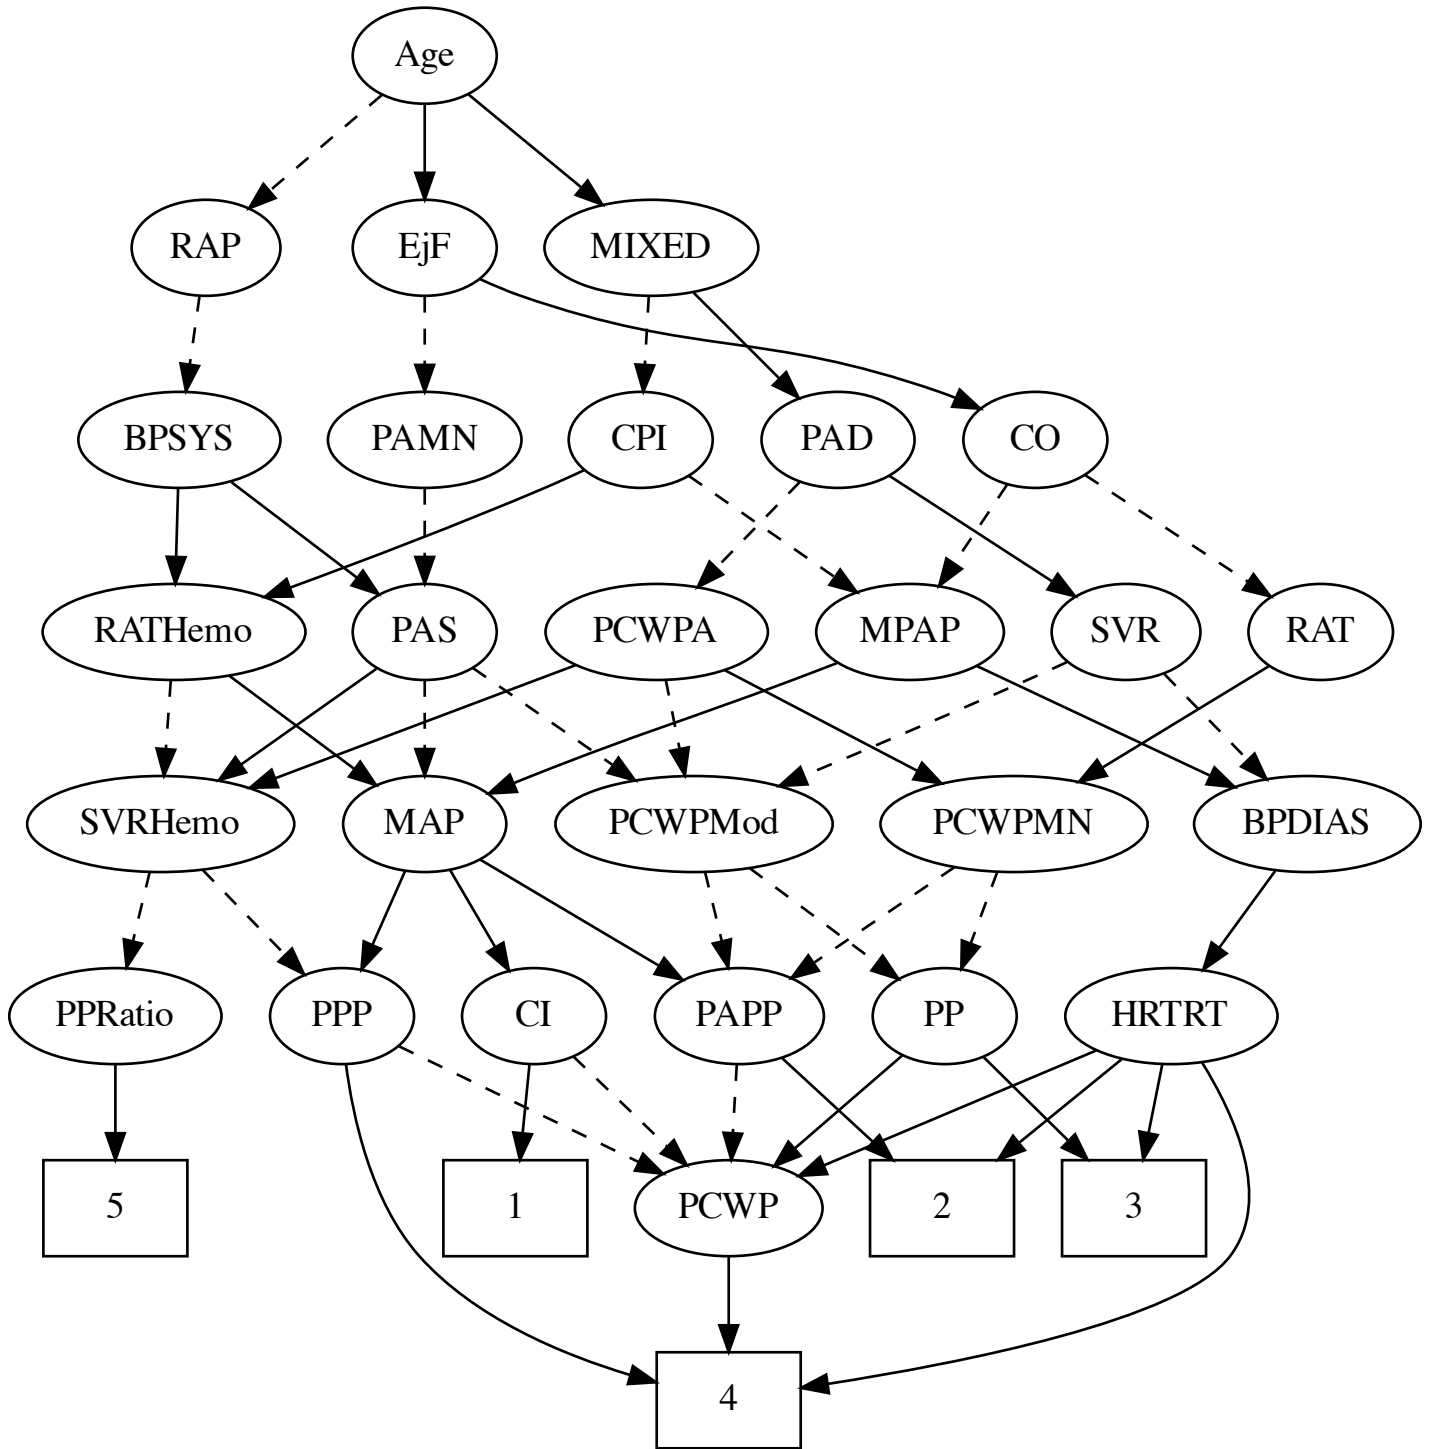 Age
RAP
EjF
MIXED
BPSYS
PAMN
CPI
PAD
CO
RATHemo
PAS
PCWPA
MPAP
SVR
RAT
SVRHemo
MAP
PCWPMod
PCWPMN
BPDIAS
PPRatio
PPP
CI
PAPP
PP
HRTRT
5
1
PCWP
2
3
4